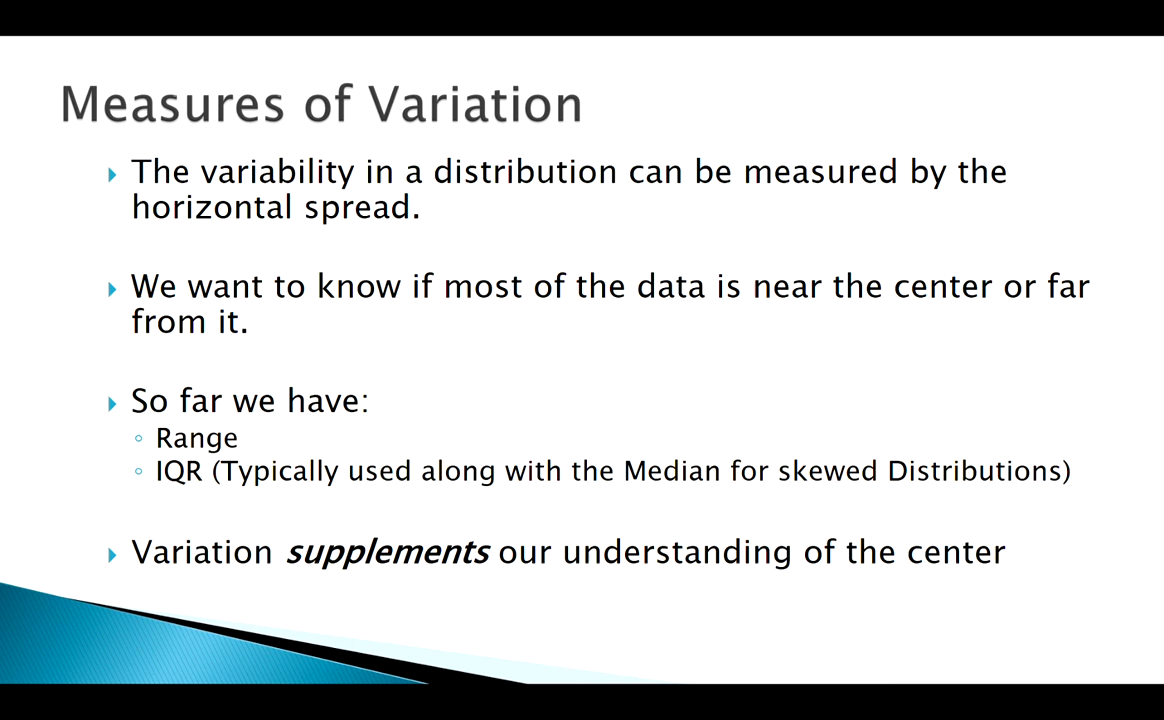 Measures of Variation
The variability in a distribution can be measured by the
horizontal spread.
We want to know if most of the data is near the center or far
from it.
So far we have:
Range
IQR (Typically used along with the Median for skewed Distributions)
Variation supplements our understanding of the center